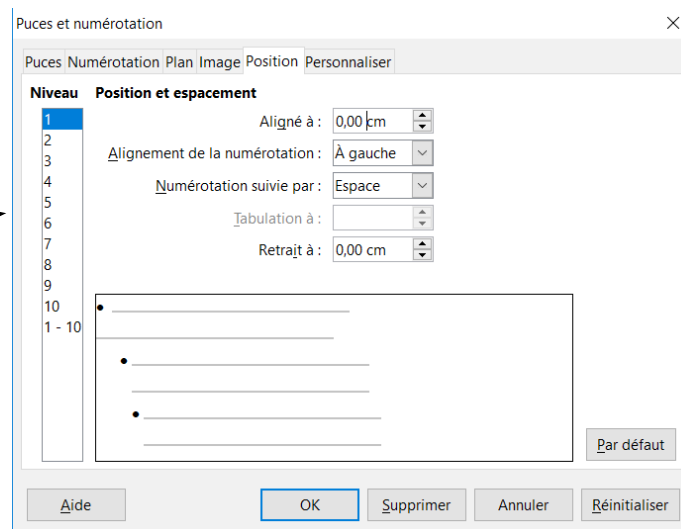 Puces et numérotation
Puces Numérotation Plan Image Position Personnaliser
Niveau Position et espacement
1
2
3
4
5
6
7
8
9
10
1 - 10
Aligné à : 0,00 cm
Alignement de la numérotation : À gauche
Numérotation suivie par : Espace
Tabulation à :
Retrait à : 0,00 cm
Par défaut
Aide OK Supprimer Annuler Réinitialiser